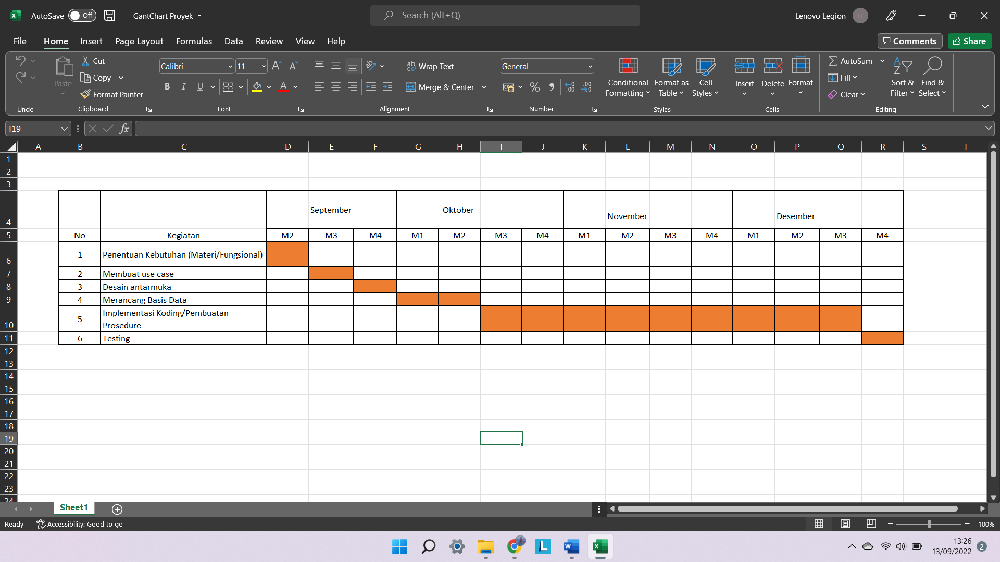 AutoSave Off GantChart Proyek Search (Alt+Q) Lenovo Legion LL
File Home Insert Page Layout Formulas Data Review View Help Comments Share
Cut
Copy
Format Painter
Paste
Undo
Clipboard
Calibri 11
B I U A
Font
Wrap Text
Merge & Center
Alignment
General
Number
Conditional Formatting
Format as Table
Cell Styles
Styles
Insert Delete Format
Cells
AutoSum
Fill
Clear
Sort & Filter
Find & Select
Editing
I19 fx
A B C D E F G H I J K L M N O P Q R S T
1
2
3
4 September Oktober November Desember
5 No Kegiatan M2 M3 M4 M1 M2 M3 M4 M1 M2 M3 M4 M1 M2 M3 M4
6 1 Penentuan Kebutuhan (Materi/Fungsional)
7 2 Membuat use case
8 3 Desain antarmuka
9 4 Merancang Basis Data
10 5 Implementasi Koding/Pembuatan
Prosedure
11 6 Testing
12
13
14
15
16
17
18
19
20
21
22
23
24
Sheet1
Ready Accessibility: Good to go 100%
13:26
13/09/2022 2